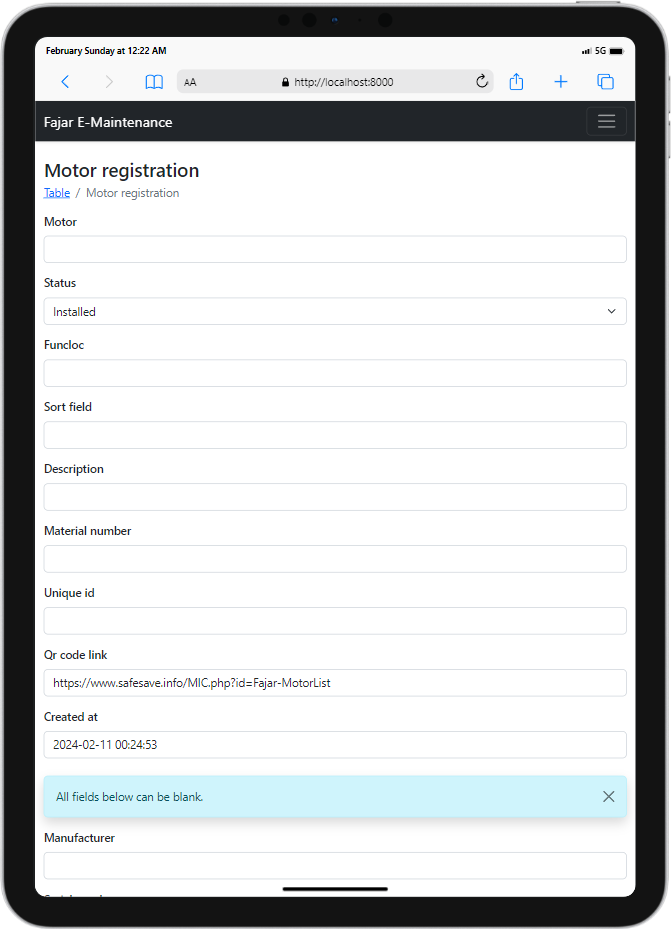 February Sunday at 12:22 AM
5G
AA
http://localhost:8000
Fajar E-Maintenance
Motor registration
Table / Motor registration
Motor
Status
Installed
Funcloc
Sort field
Description
Material number
Unique id
Qr code link
https://www.safesave.info/MIC.php?id=Fajar-MotorList
Created at
2024-02-11 00:24:53
All fields below can be blank.
Manufacturer